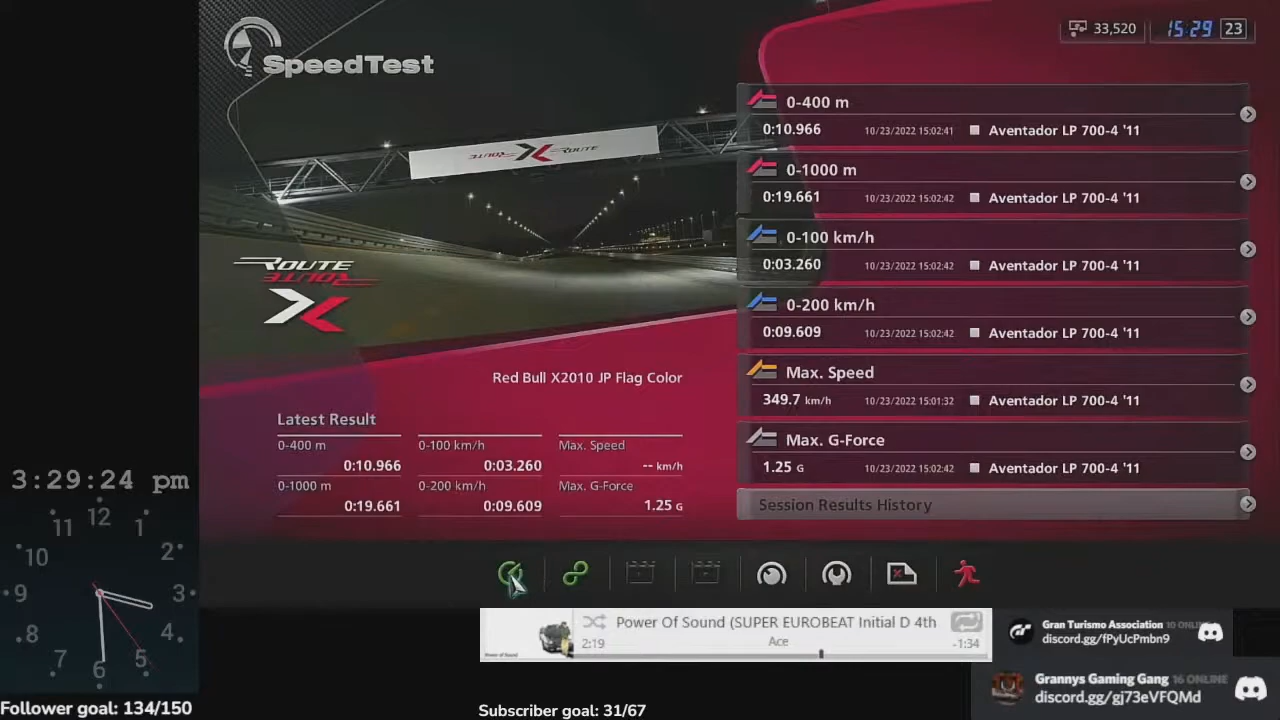 SpeedTest
33,520
15:29 23
ROUTE X ROUTE
ROUTE
X
0-400 m
0:10.966 10/23/2022 15:02:41 Aventador LP 700-4 '11
0-1000 m
0:19.661 10/23/2022 15:02:42 Aventador LP 700-4 '11
0-100 km/h
0:03.260 10/23/2022 15:02:42 Aventador LP 700-4 '11
0-200 km/h
0:09.609 10/23/2022 15:02:42 Aventador LP 700-4 '11
Max. Speed
349.7 km/h 10/23/2022 15:01:32 Aventador LP 700-4 '11
Max. G-Force
1.25 G 10/23/2022 15:02:42 Aventador LP 700-4 '11
Session Results History
Red Bull X2010 JP Flag Color
Latest Result
0-400 m 0-100 km/h Max. Speed
0:10.966 0:03.260 -- km/h
0-1000 m 0-200 km/h Max. G-Force
0:19.661 0:09.609 1.25 G
3:29:24 pm
12
11 1
10 2
9 3
8 4
7 5
6
Power Of Sound (SUPER EUROBEAT Initial D 4th
2:19 Ace -1:34
Power of Sound
Gran Turismo Association 10 ONLI
discord.gg/fPyUcPmbn9
Grannys Gaming Gang 16 ONLINE
discord.gg/gj73eVFQMd
Follower goal: 134/150
Subscriber goal: 31/67